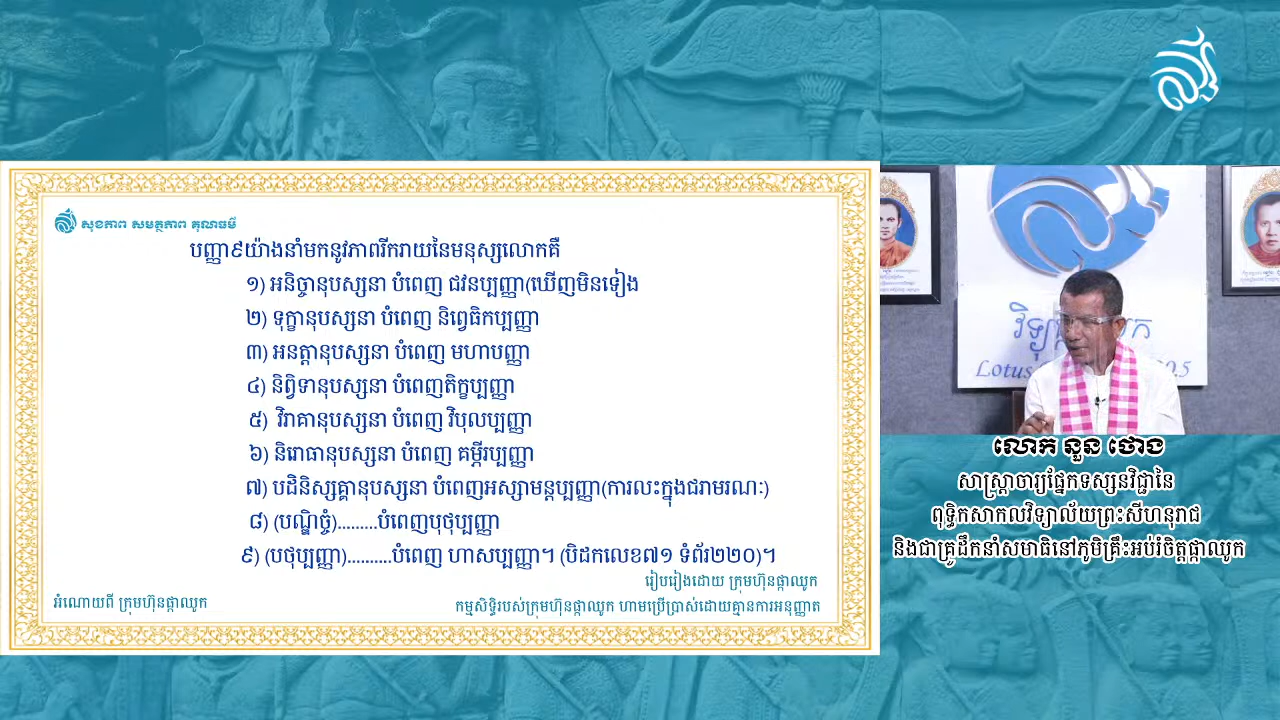 សុខភាព សមត្ថភាព គុណធម៌
បញ្ញា៩យ៉ាងនាំមកនូវភាពរីករាយនៃមនុស្សលោកគឺ
១) អនិច្ចានុបស្សនា បំពេញ ជវនប្បញ្ញា(ឃើញមិនទៀង
២) ទុក្ខានុបស្សនា បំពេញ និព្វេធិកប្បញ្ញា
៣) អនត្តានុបស្សនា បំពេញ មហាបញ្ញា
៤) និព្វិទានុបស្សនា បំពេញតិក្ខប្បញ្ញា
៥) វិរាគានុបស្សនា បំពេញ វិបុលប្បញ្ញា
៦) និរោធានុបស្សនា បំពេញ គម្ភីរប្បញ្ញា
៧) បដិនិស្សគ្គានុបស្សនា បំពេញអស្សាមន្តប្បញ្ញា(ការលះក្នុងជរាមរណៈ)
៨) (បណ្ឌិច្ចំ).........បំពេញបុថុប្បញ្ញា
៩) (បថុប្បញ្ញា)..........បំពេញ ហាសប្បញ្ញា។ (បិដកលេខ៧១ ទំព័រ២២០)។
រៀបរៀងដោយ ក្រុមហ៊ុនផ្កាឈូក
អំណោយពី ក្រុមហ៊ុនផ្កាឈូក
កម្មសិទ្ធិរបស់ក្រុមហ៊ុនផ្កាឈូក ហាមប្រើប្រាស់ដោយគ្មានការអនុញ្ញាត
វិទ្យុ
Lotus
លោក នួន ថោង
សាស្ត្រាចារ្យផ្នែកទស្សនវិជ្ជានៃ
ពុទ្ធិកសាកលវិទ្យាល័យព្រះសីហនុរាជ
និងជាគ្រូដឹកនាំសមាធិនៅភូមិគ្រឹះអប់រំចិត្តផ្កាឈូក